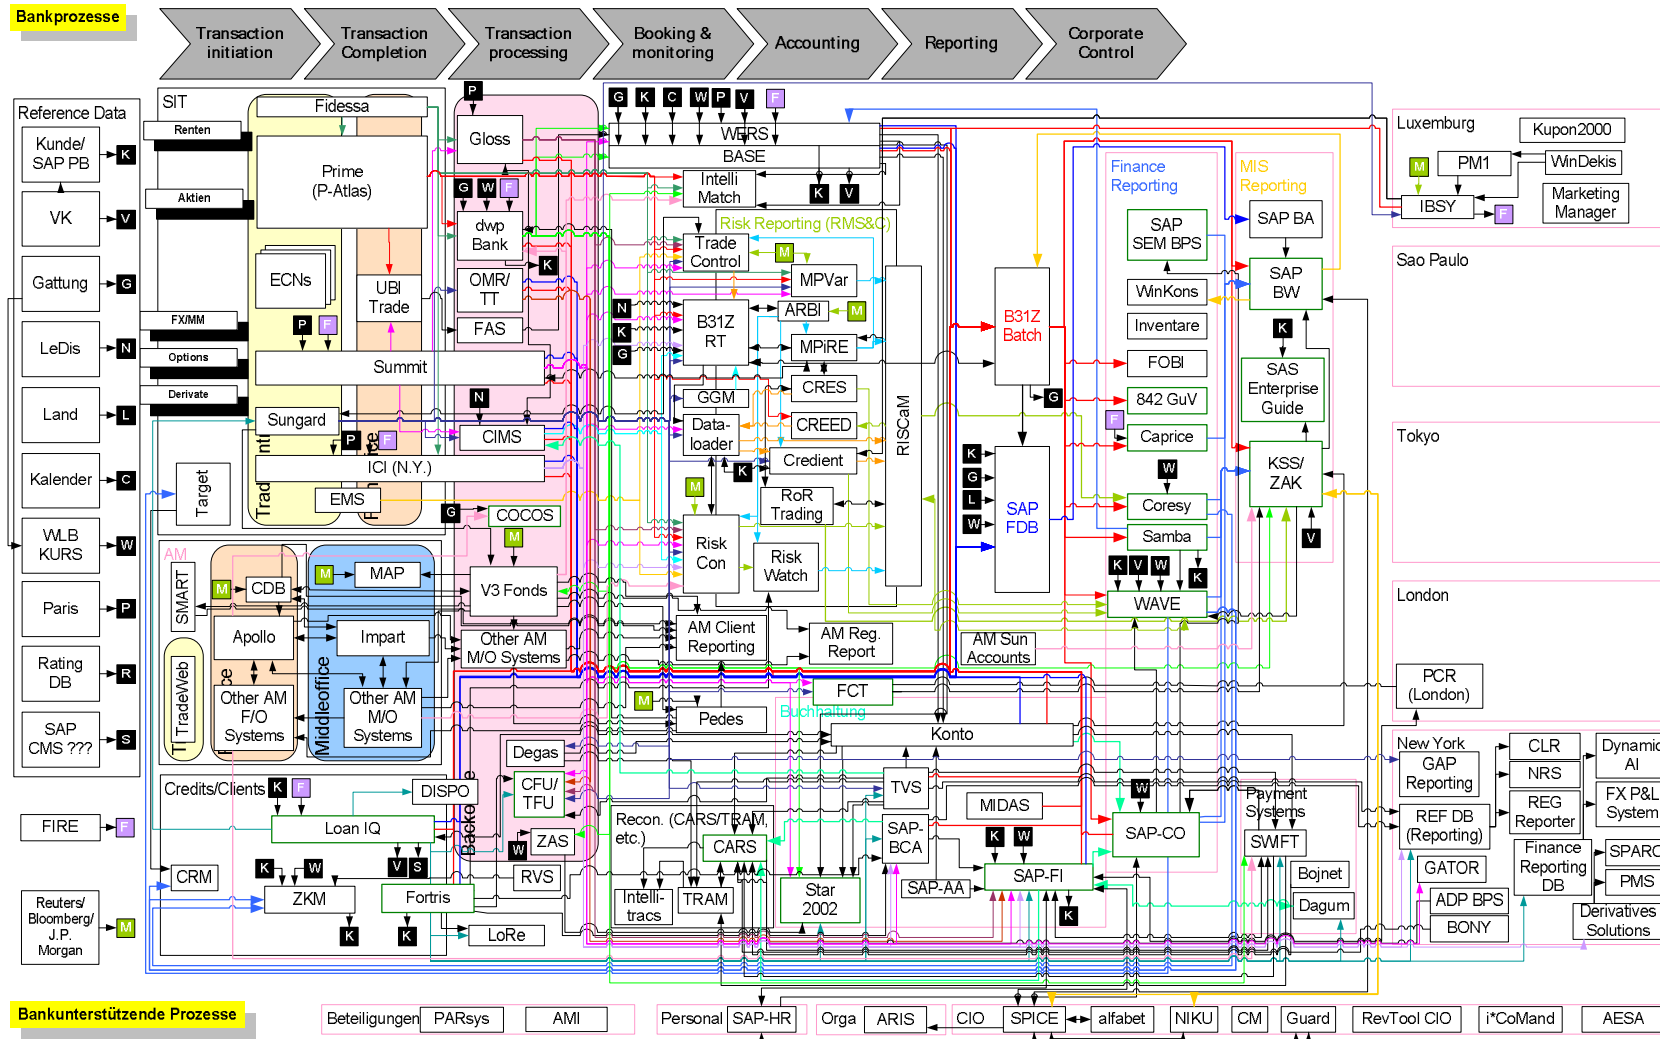 Bankprozesse
Transaction
initiation
Transaction
Completion
Transaction
processing
Booking &
monitoring
Accounting
Reporting
Corporate
Control
Reference Data
Kunde/
SAP PB
K
VK
V
Gattung
G
LeDis
N
Land
L
Kalender
C
WLB
KURS
W
Paris
P
Rating
DB
R
SAP
CMS ???
S
FIRE
F
Reuters/
Bloomberg/
J.P.
Morgan
M
SIT
Renten
Aktien
FX/MM
Options
Derivate
Fidessa
Prime
(P-Atlas)
ECNs
UBI
Trade
P
F
Summit
Sungard
P
F
ICI (N.Y.)
EMS
Target
P
Gloss
G
W
F
dwp
Bank
K
OMR/
TT
FAS
N
CIMS
G
COCOS
M
V3 Fonds
Other AM
M/O Systems
AM
SMART
TradeWeb
M
CDB
Apollo
Other AM
F/O
Systems
Middleoffice
M
MAP
Impart
Other AM
M/O
Systems
Credits/Clients
K
F
DISPO
Loan IQ
V
S
CRM
K
W
ZKM
K
Fortris
K
LoRe
Degas
CFU/
TFU
W
ZAS
RVS
G
K
C
W
P
V
F
WERS
BASE
K
V
Intelli
Match
Risk Reporting (RMS&C)
Trade
Control
M
MPVar
N
K
G
B31Z
RT
ARBI
M
MPiRE
CRES
GGM
CREED
Data-
loader
K
Credient
M
RoR
Trading
Risk
Con
Risk
Watch
RISCaM
AM Client
Reporting
AM Reg.
Report
M
Pedes
FCT
Buchhaltung
Konto
TVS
Recon. (CARS/TRAM,
etc.)
CARS
Intelli-
tracs
TRAM
Star
2002
SAP-
BCA
SAP-AA
MIDAS
K
W
SAP-FI
K
W
SAP-CO
AM Sun
Accounts
B31Z
Batch
G
K
G
L
W
SAP
FDB
Finance
Reporting
SAP
SEM BPS
WinKons
Inventare
FOBI
842 GuV
F
Caprice
W
Coresy
Samba
K
V
W
K
WAVE
MIS
Reporting
SAP BA
SAP
BW
K
SAS
Enterprise
Guide
KSS/
ZAK
V
Payment
Systems
SWIFT
Bojnet
Dagum
Luxemburg
Kupon2000
M
PM1
WinDekis
IBSY
F
Marketing
Manager
Sao Paulo
Tokyo
London
PCR
(London)
New York
GAP
Reporting
CLR
NRS
Dynamic
AI
REF DB
(Reporting)
REG
Reporter
FX P&L
System
GATOR
Finance
Reporting
DB
SPARC
PMS
ADP BPS
BONY
Derivatives
Solutions
Bankunterstützende Prozesse
Beteiligungen
PARsys
AMI
Personal
SAP-HR
Orga
ARIS
CIO
SPICE
alfabet
NIKU
CM
Guard
RevTool CIO
i*CoMand
AESA